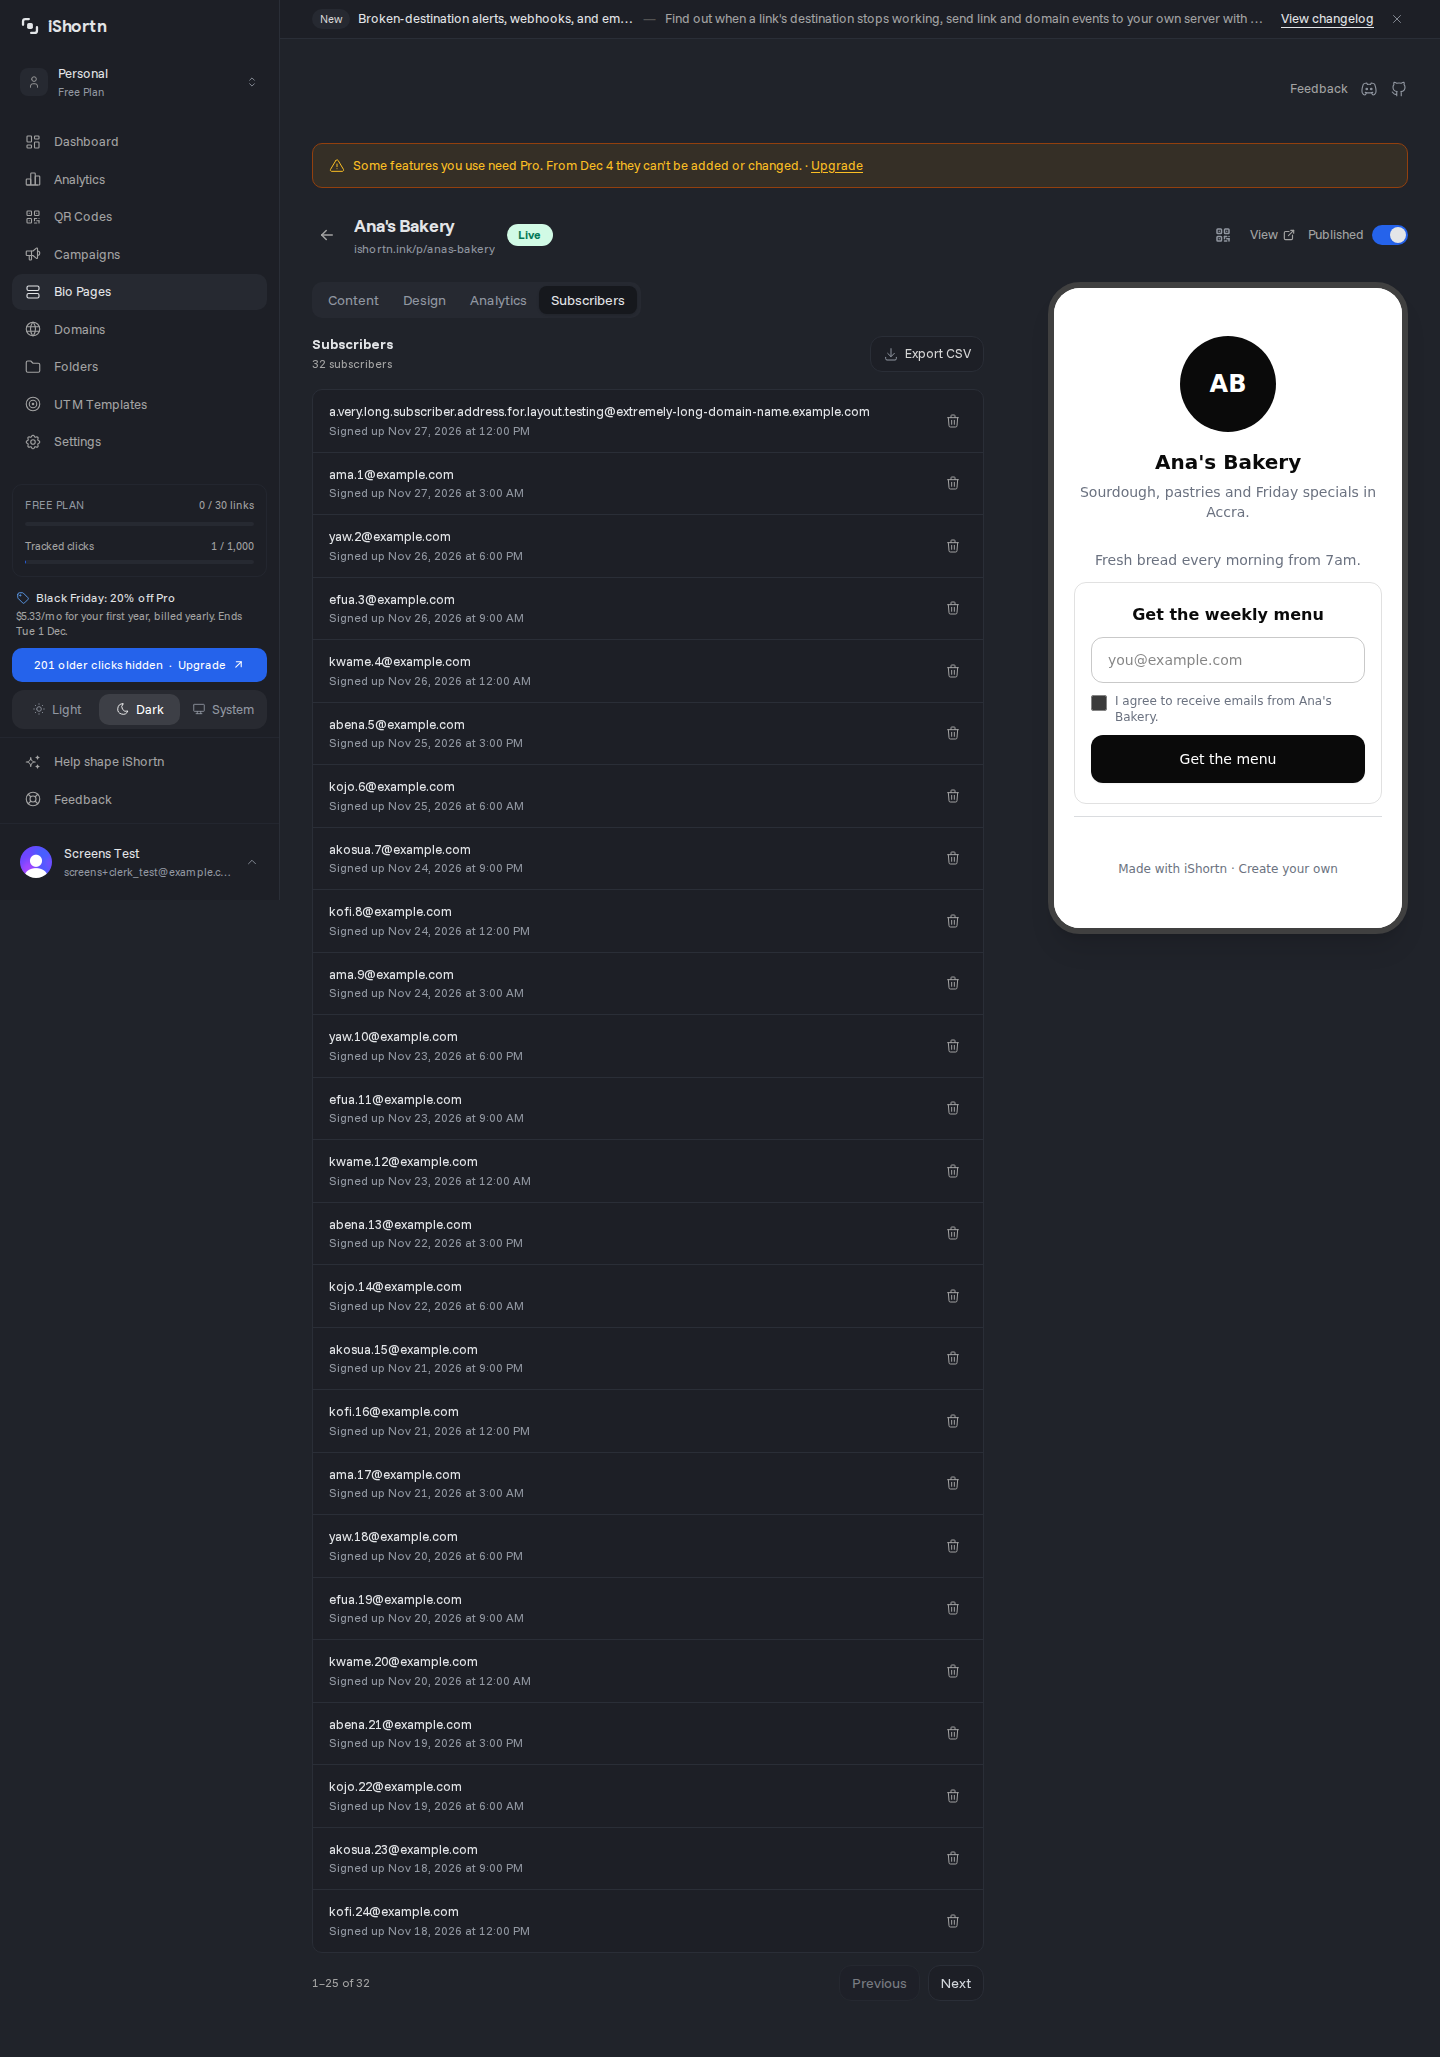 iShortn
Personal
Free Plan
Dashboard
Analytics
QR Codes
Campaigns
Bio Pages
Domains
Folders
UTM Templates
Settings
FREE PLAN 0 / 30 links
Tracked clicks 1 / 1,000
Black Friday: 20% off Pro
$5.33/mo for your first year, billed yearly. Ends
Tue 1 Dec.
201 older clicks hidden · Upgrade
Light Dark System
Help shape iShortn
Feedback
Screens Test
screens+clerk_test@example.c...
New Broken-destination alerts, webhooks, and em... — Find out when a link's destination stops working, send link and domain events to your own server with ... View changelog
Feedback
Some features you use need Pro. From Dec 4 they can't be added or changed. · Upgrade
Ana's Bakery Live
ishortn.ink/p/anas-bakery
View Published
Content Design Analytics Subscribers
Subscribers
32 subscribers
Export CSV
a.very.long.subscriber.address.for.layout.testing@extremely-long-domain-name.example.com
Signed up Nov 27, 2026 at 12:00 PM
ama.1@example.com
Signed up Nov 27, 2026 at 3:00 AM
yaw.2@example.com
Signed up Nov 26, 2026 at 6:00 PM
efua.3@example.com
Signed up Nov 26, 2026 at 9:00 AM
kwame.4@example.com
Signed up Nov 26, 2026 at 12:00 AM
abena.5@example.com
Signed up Nov 25, 2026 at 3:00 PM
kojo.6@example.com
Signed up Nov 25, 2026 at 6:00 AM
akosua.7@example.com
Signed up Nov 24, 2026 at 9:00 PM
kofi.8@example.com
Signed up Nov 24, 2026 at 12:00 PM
ama.9@example.com
Signed up Nov 24, 2026 at 3:00 AM
yaw.10@example.com
Signed up Nov 23, 2026 at 6:00 PM
efua.11@example.com
Signed up Nov 23, 2026 at 9:00 AM
kwame.12@example.com
Signed up Nov 23, 2026 at 12:00 AM
abena.13@example.com
Signed up Nov 22, 2026 at 3:00 PM
kojo.14@example.com
Signed up Nov 22, 2026 at 6:00 AM
akosua.15@example.com
Signed up Nov 21, 2026 at 9:00 PM
kofi.16@example.com
Signed up Nov 21, 2026 at 12:00 PM
ama.17@example.com
Signed up Nov 21, 2026 at 3:00 AM
yaw.18@example.com
Signed up Nov 20, 2026 at 6:00 PM
efua.19@example.com
Signed up Nov 20, 2026 at 9:00 AM
kwame.20@example.com
Signed up Nov 20, 2026 at 12:00 AM
abena.21@example.com
Signed up Nov 19, 2026 at 3:00 PM
kojo.22@example.com
Signed up Nov 19, 2026 at 6:00 AM
akosua.23@example.com
Signed up Nov 18, 2026 at 9:00 PM
kofi.24@example.com
Signed up Nov 18, 2026 at 12:00 PM
1–25 of 32
Previous Next
AB
Ana's Bakery
Sourdough, pastries and Friday specials in
Accra.
Fresh bread every morning from 7am.
Get the weekly menu
you@example.com
I agree to receive emails from Ana's
Bakery.
Get the menu
Made with iShortn · Create your own